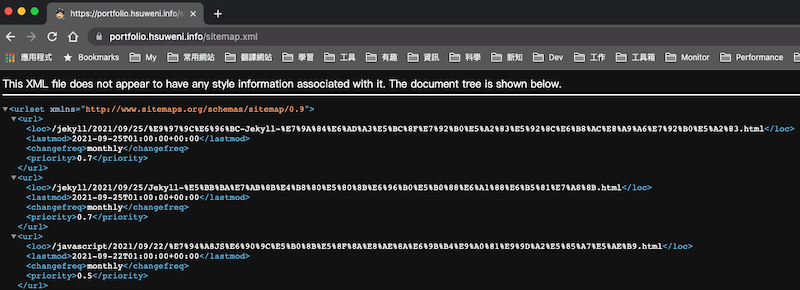 https://portfolio.hsuweni.info/s
portfolio.hsuweni.info/sitemap.xml
應用程式 Bookmarks My 常用網站 翻譯網站 學習 工具 有趣 資訊 科學 新知 Dev 工作 工具箱 Monitor Performance
This XML file does not appear to have any style information associated with it. The document tree is shown below.
▼<urlset xmlns="http://www.sitemaps.org/schemas/sitemap/0.9">
▼<url>
<loc>/jekyll/2021/09/25/%E9%97%9C%E6%96%BC-Jekyll-%E7%9A%84%E6%AD%A3%E5%BC%8F%E7%92%B0%E5%A2%83%E5%92%8C%E6%B8%AC%E8%A9%A6%E7%92%B0%E5%A2%83.html</loc>
<lastmod>2021-09-25T01:00:00+00:00</lastmod>
<changefreq>monthly</changefreq>
<priority>0.7</priority>
</url>
▼<url>
<loc>/jekyll/2021/09/25/Jekyll-%E5%BB%BA%E7%AB%8B%E4%B8%80%E5%80%8B%E6%96%B0%E5%B0%88%E6%A1%88%E6%B5%81%E7%A8%8B.html</loc>
<lastmod>2021-09-25T01:00:00+00:00</lastmod>
<changefreq>monthly</changefreq>
<priority>0.7</priority>
</url>
▼<url>
<loc>/javascript/2021/09/22/%E7%94%A8JS%E6%90%9C%E5%B0%8B%E5%8F%8A%E8%AE%8A%E6%9B%B4%E9%A0%81%E9%9D%A2%E5%85%A7%E5%AE%B9.html</loc>
<lastmod>2021-09-22T01:00:00+00:00</lastmod>
<changefreq>monthly</changefreq>
<priority>0.5</priority>
</url>